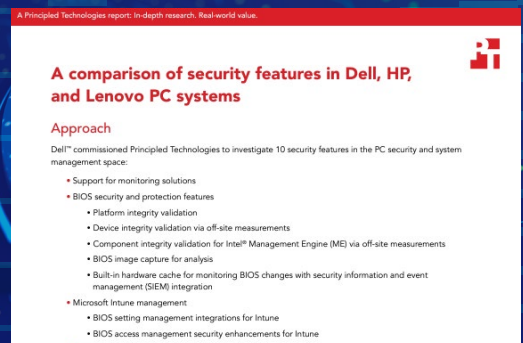 A Principled Technologies report: In-depth research. Real-world value.
PT
A comparison of security features in Dell, HP,
and Lenovo PC systems
Approach
Dell™ commissioned Principled Technologies to investigate 10 security features in the PC security and system
management space:
• Support for monitoring solutions
• BIOS security and protection features
• Platform integrity validation
• Device integrity validation via off-site measurements
• Component integrity validation for Intel® Management Engine (ME) via off-site measurements
• BIOS image capture for analysis
• Built-in hardware cache for monitoring BIOS changes with security information and event
management (SIEM) integration
• Microsoft Intune management
• BIOS setting management integrations for Intune
• BIOS access management security enhancements for Intune